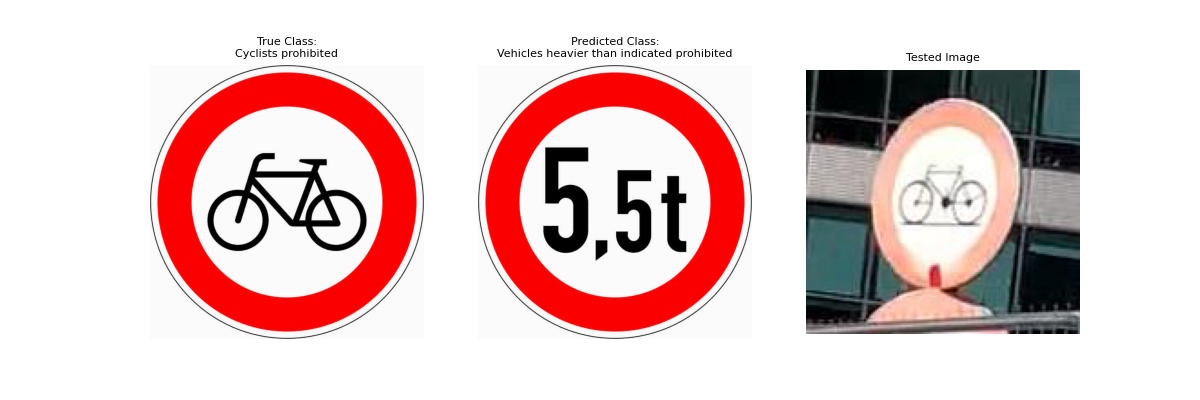 True Class:
Cyclists prohibited
Predicted Class:
Vehicles heavier than indicated prohibited
Tested Image
5,5t